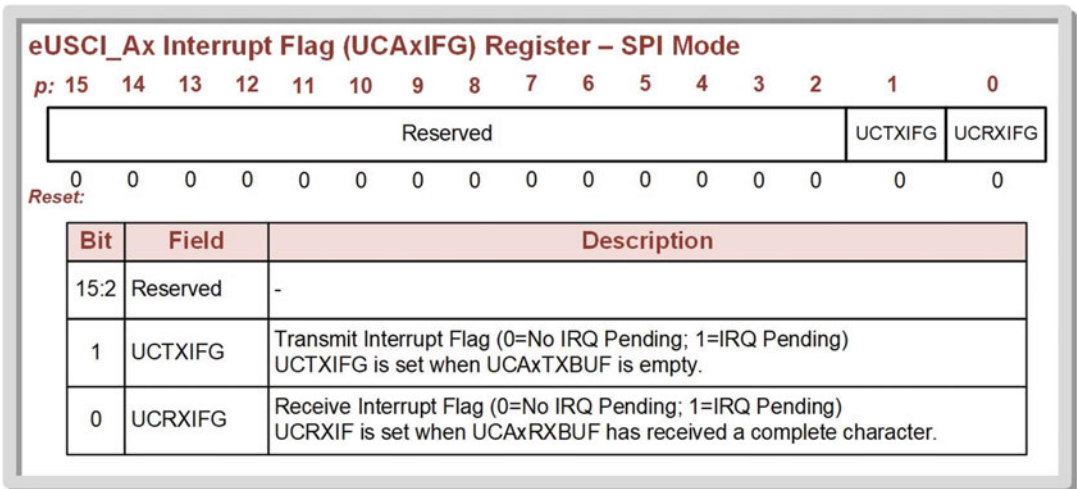 eUSCI_Ax Interrupt Flag (UCAxIFG) Register – SPI Mode
p: 15 14 13 12 11 10 9 8 7 6 5 4 3 2 1 0
Reserved UCTXIFG UCRXIFG
0 0 0 0 0 0 0 0 0 0 0 0 0 0 0 0
Reset:
Bit Field Description
15:2 Reserved -
1 UCTXIFG Transmit Interrupt Flag (0=No IRQ Pending; 1=IRQ Pending)
UCTXIFG is set when UCAxTXBUF is empty.
0 UCRXIFG Receive Interrupt Flag (0=No IRQ Pending; 1=IRQ Pending)
UCRXIF is set when UCAxRXBUF has received a complete character.